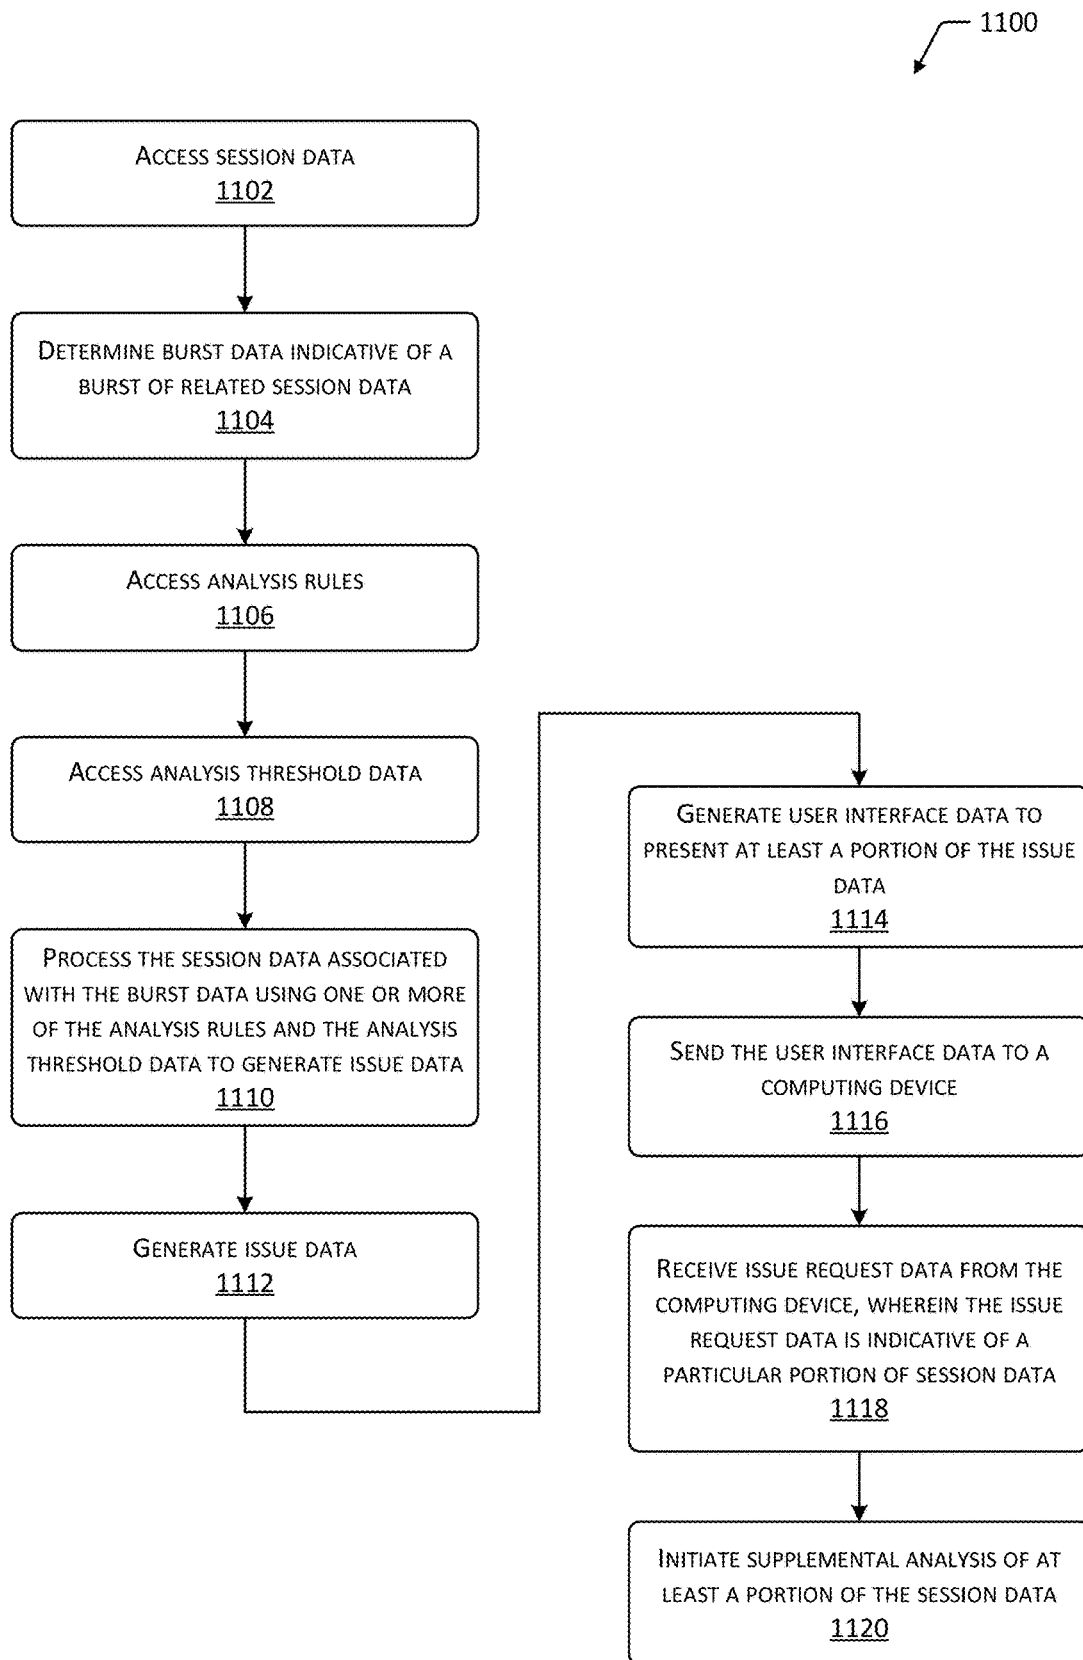 1100
ACCESS SESSION DATA
1102
DETERMINE BURST DATA INDICATIVE OF A
BURST OF RELATED SESSION DATA
1104
ACCESS ANALYSIS RULES
1106
ACCESS ANALYSIS THRESHOLD DATA
1108
PROCESS THE SESSION DATA ASSOCIATED
WITH THE BURST DATA USING ONE OR MORE
OF THE ANALYSIS RULES AND THE ANALYSIS
THRESHOLD DATA TO GENERATE ISSUE DATA
1110
GENERATE ISSUE DATA
1112
GENERATE USER INTERFACE DATA TO
PRESENT AT LEAST A PORTION OF THE ISSUE
DATA
1114
SEND THE USER INTERFACE DATA TO A
COMPUTING DEVICE
1116
RECEIVE ISSUE REQUEST DATA FROM THE
COMPUTING DEVICE, WHEREIN THE ISSUE
REQUEST DATA IS INDICATIVE OF A
PARTICULAR PORTION OF SESSION DATA
1118
INITIATE SUPPLEMENTAL ANALYSIS OF AT
LEAST A PORTION OF THE SESSION DATA
1120